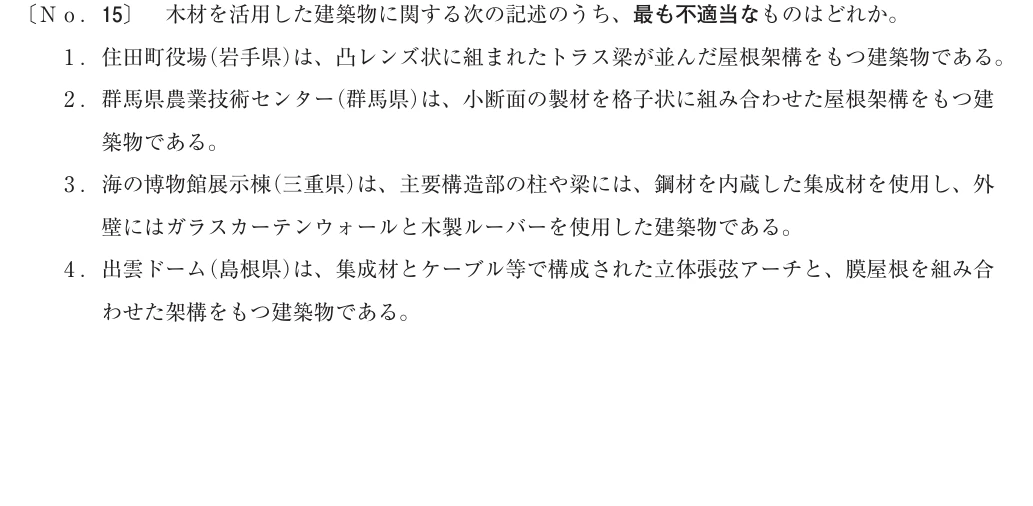 〔Ｎｏ．15〕　木材を活用した建築物に関する次の記述のうち、最も不適当なものはどれか。
１．住田町役場（岩手県）は、凸レンズ状に組まれたトラス梁が並んだ屋根架構をもつ建築物である。
２．群馬県農業技術センター（群馬県）は、小断面の製材を格子状に組み合わせた屋根架構をもつ建
築物である。
３．海の博物館展示棟（三重県）は、主要構造部の柱や梁には、鋼材を内蔵した集成材を使用し、外
壁にはガラスカーテンウォールと木製ルーバーを使用した建築物である。
４．出雲ドーム（島根県）は、集成材とケーブル等で構成された立体張弦アーチと、膜屋根を組み合
わせた架構をもつ建築物である。